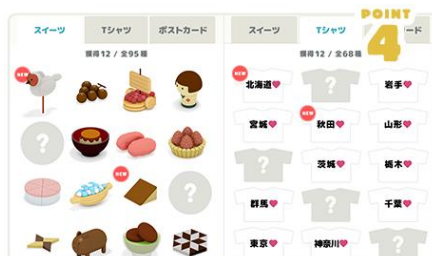 POINT
4
スイーツ Tシャツ ポストカード
獲得12 / 全95種
NEW
?
NEW
?
スイーツ Tシャツ ード
獲得12 / 全68種
NEW
北海道 ? 岩手
NEW
宮城 秋田 山形
? 茨城 栃木
群馬 ? 千葉
東京 神奈川 ?